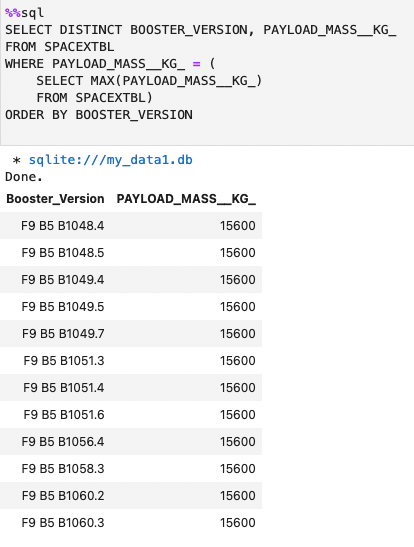 %%sql
SELECT DISTINCT BOOSTER_VERSION, PAYLOAD_MASS__KG_
FROM SPACEXTBL
WHERE PAYLOAD_MASS__KG_ = (
    SELECT MAX(PAYLOAD_MASS__KG_)
    FROM SPACEXTBL)
ORDER BY BOOSTER_VERSION
* sqlite:///my_data1.db
Done.
Booster_Version PAYLOAD_MASS__KG_
F9 B5 B1048.4 15600
F9 B5 B1048.5 15600
F9 B5 B1049.4 15600
F9 B5 B1049.5 15600
F9 B5 B1049.7 15600
F9 B5 B1051.3 15600
F9 B5 B1051.4 15600
F9 B5 B1051.6 15600
F9 B5 B1056.4 15600
F9 B5 B1058.3 15600
F9 B5 B1060.2 15600
F9 B5 B1060.3 15600